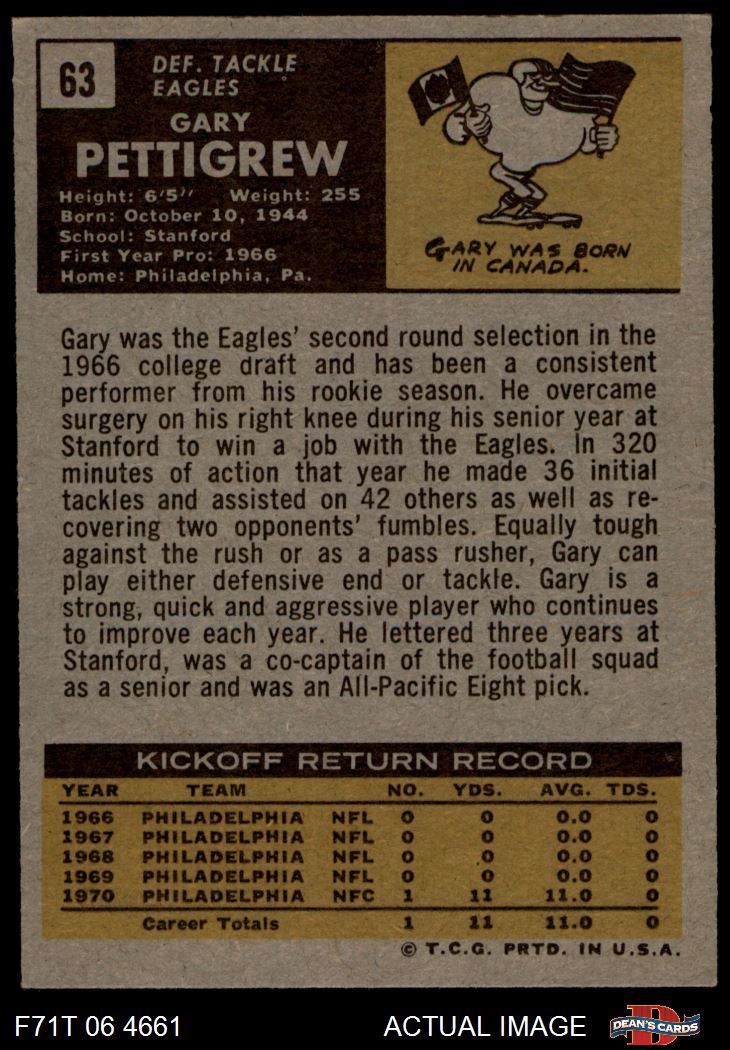 63
DEF. TACKLE
EAGLES
GARY
PETTIGREW
Height: 6'5" Weight: 255
Born: October 10, 1944
School: Stanford
First Year Pro: 1966
Home: Philadelphia, Pa.
GARY WAS BORN
IN CANADA.
Gary was the Eagles' second round selection in the
1966 college draft and has been a consistent
performer from his rookie season. He overcame
surgery on his right knee during his senior year at
Stanford to win a job with the Eagles. In 320
minutes of action that year he made 36 initial
tackles and assisted on 42 others as well as re-
covering two opponents' fumbles. Equally tough
against the rush or as a pass rusher, Gary can
play either defensive end or tackle. Gary is a
strong, quick and aggressive player who continues
to improve each year. He lettered three years at
Stanford, was a co-captain of the football squad
as a senior and was an All-Pacific Eight pick.
KICKOFF RETURN RECORD
YEAR TEAM NO. YDS. AVG. TDS.
1966 PHILADELPHIA NFL 0 0 0.0 0
1967 PHILADELPHIA NFL 0 0 0.0 0
1968 PHILADELPHIA NFL 0 0 0.0 0
1969 PHILADELPHIA NFL 0 0 0.0 0
1970 PHILADELPHIA NFC 1 11 11.0 0
Career Totals 1 11 11.0 0
© T.C.G. PRTD. IN U.S.A.
F71T 06 4661 ACTUAL IMAGE D DEAN'S CARDS